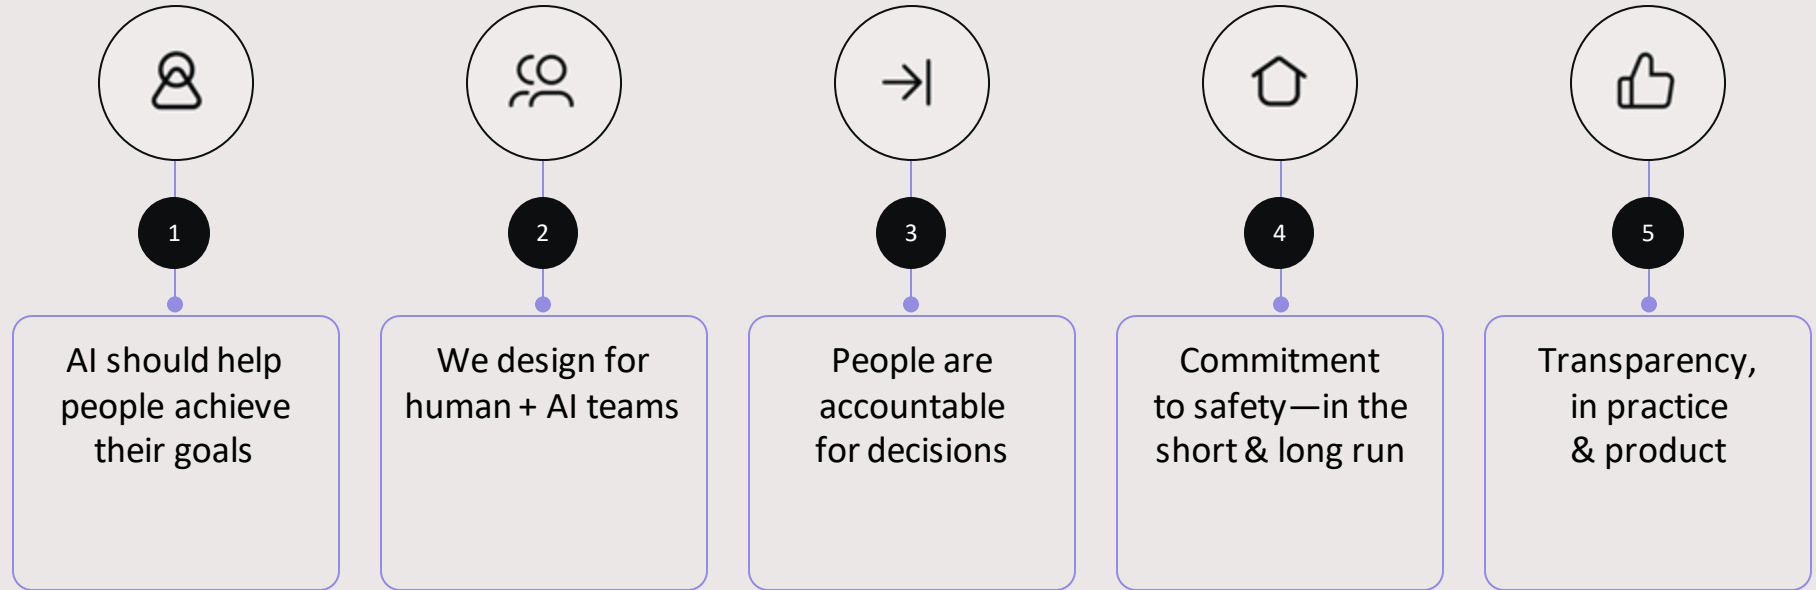 1
AI should help
people achieve
their goals
2
We design for
human + AI teams
3
People are
accountable
for decisions
4
Commitment
to safety—in the
short & long run
5
Transparency,
in practice
& product